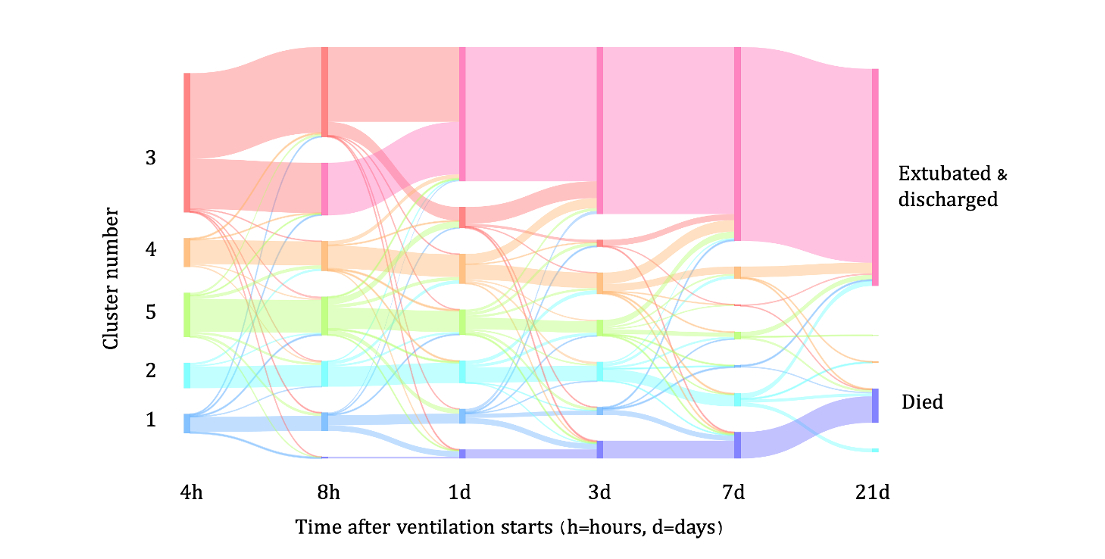 3
Extubated &
discharged
4
Cluster number
5
2
Died
1
4h 8h 1d 3d 7d 21d
Time after ventilation starts (h=hours, d=days)